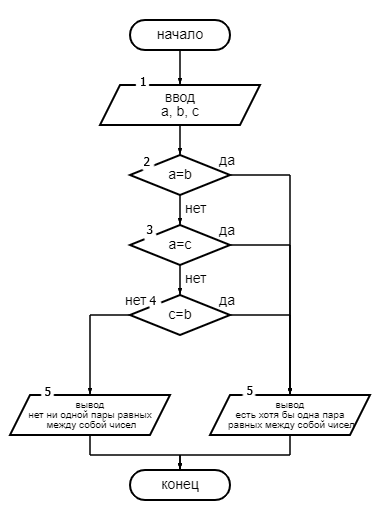 начало
1
ввод
a, b, c
2
да
a=b
нет
3
да
a=c
нет
нет 4
да
c=b
5
вывод
нет ни одной пары равных
между собой чисел
5
вывод
есть хотя бы одна пара
равных между собой чисел
конец